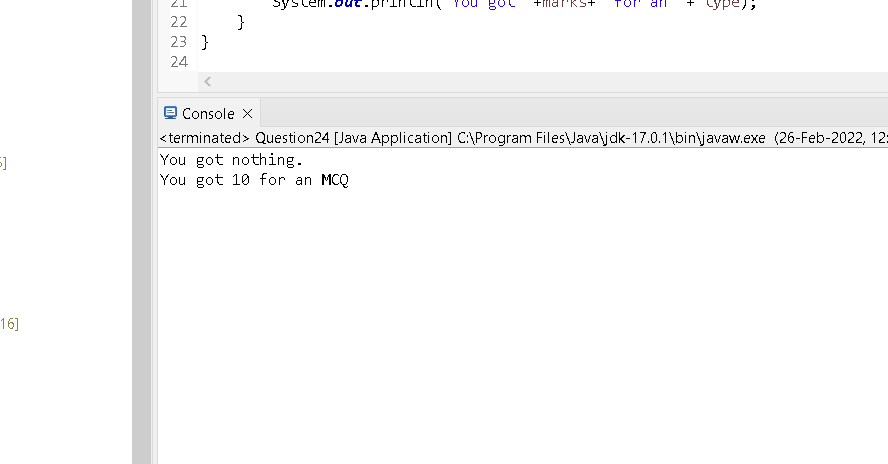 21 System.out.println("You got "+marks+" for an " + type);
22 }
23 }
24
Console
<terminated> Question24 [Java Application] C:\Program Files\Java\jdk-17.0.1\bin\javaw.exe (26-Feb-2022, 12:
You got nothing.
5]
You got 10 for an MCQ
16]